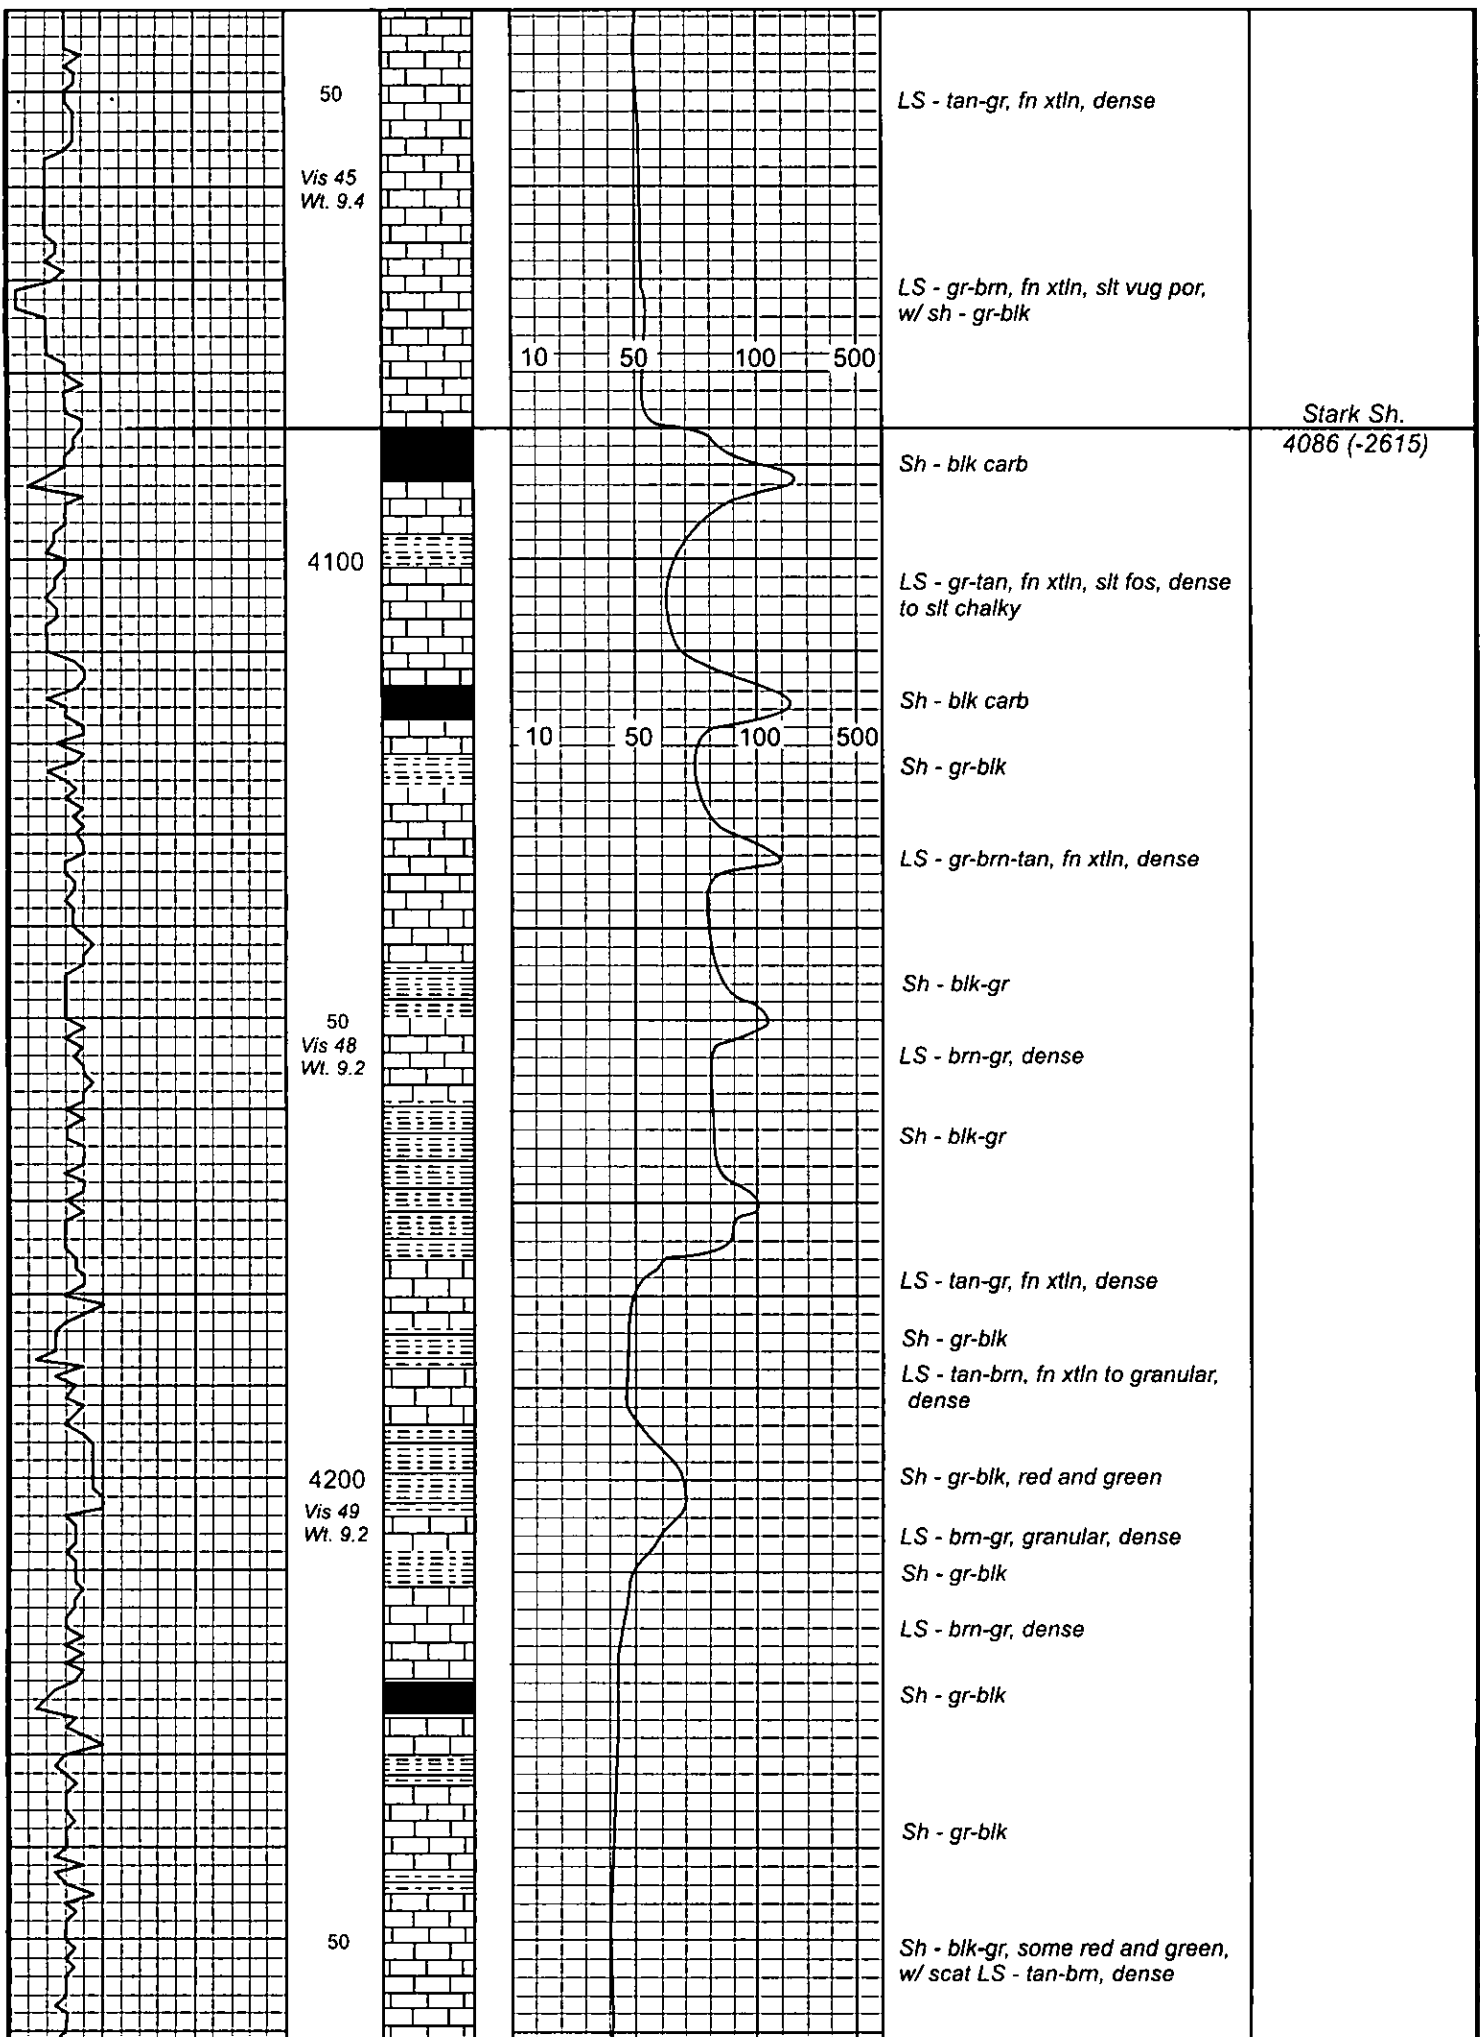 50
LS - tan-gr, fn xtln, dense
Vis 45
Wt. 9.4
LS - gr-brn, fn xtln, slt vug por,
w/ sh - gr-blk
10 50 100 500
Stark Sh.
4086 (-2615)
Sh - blk carb
4100
LS - gr-tan, fn xtln, slt fos, dense
to slt chalky
Sh - blk carb
10 50 100 500
Sh - gr-blk
LS - gr-brn-tan, fn xtln, dense
Sh - blk-gr
50
Vis 48
Wt. 9.2
LS - brn-gr, dense
Sh - blk-gr
LS - tan-gr, fn xtln, dense
Sh - gr-blk
LS - tan-brn, fn xtln to granular,
dense
4200
Sh - gr-blk, red and green
Vis 49
Wt. 9.2
LS - brn-gr, granular, dense
Sh - gr-blk
LS - brn-gr, dense
Sh - gr-blk
Sh - gr-blk
50
Sh - blk-gr, some red and green,
w/ scat LS - tan-brn, dense